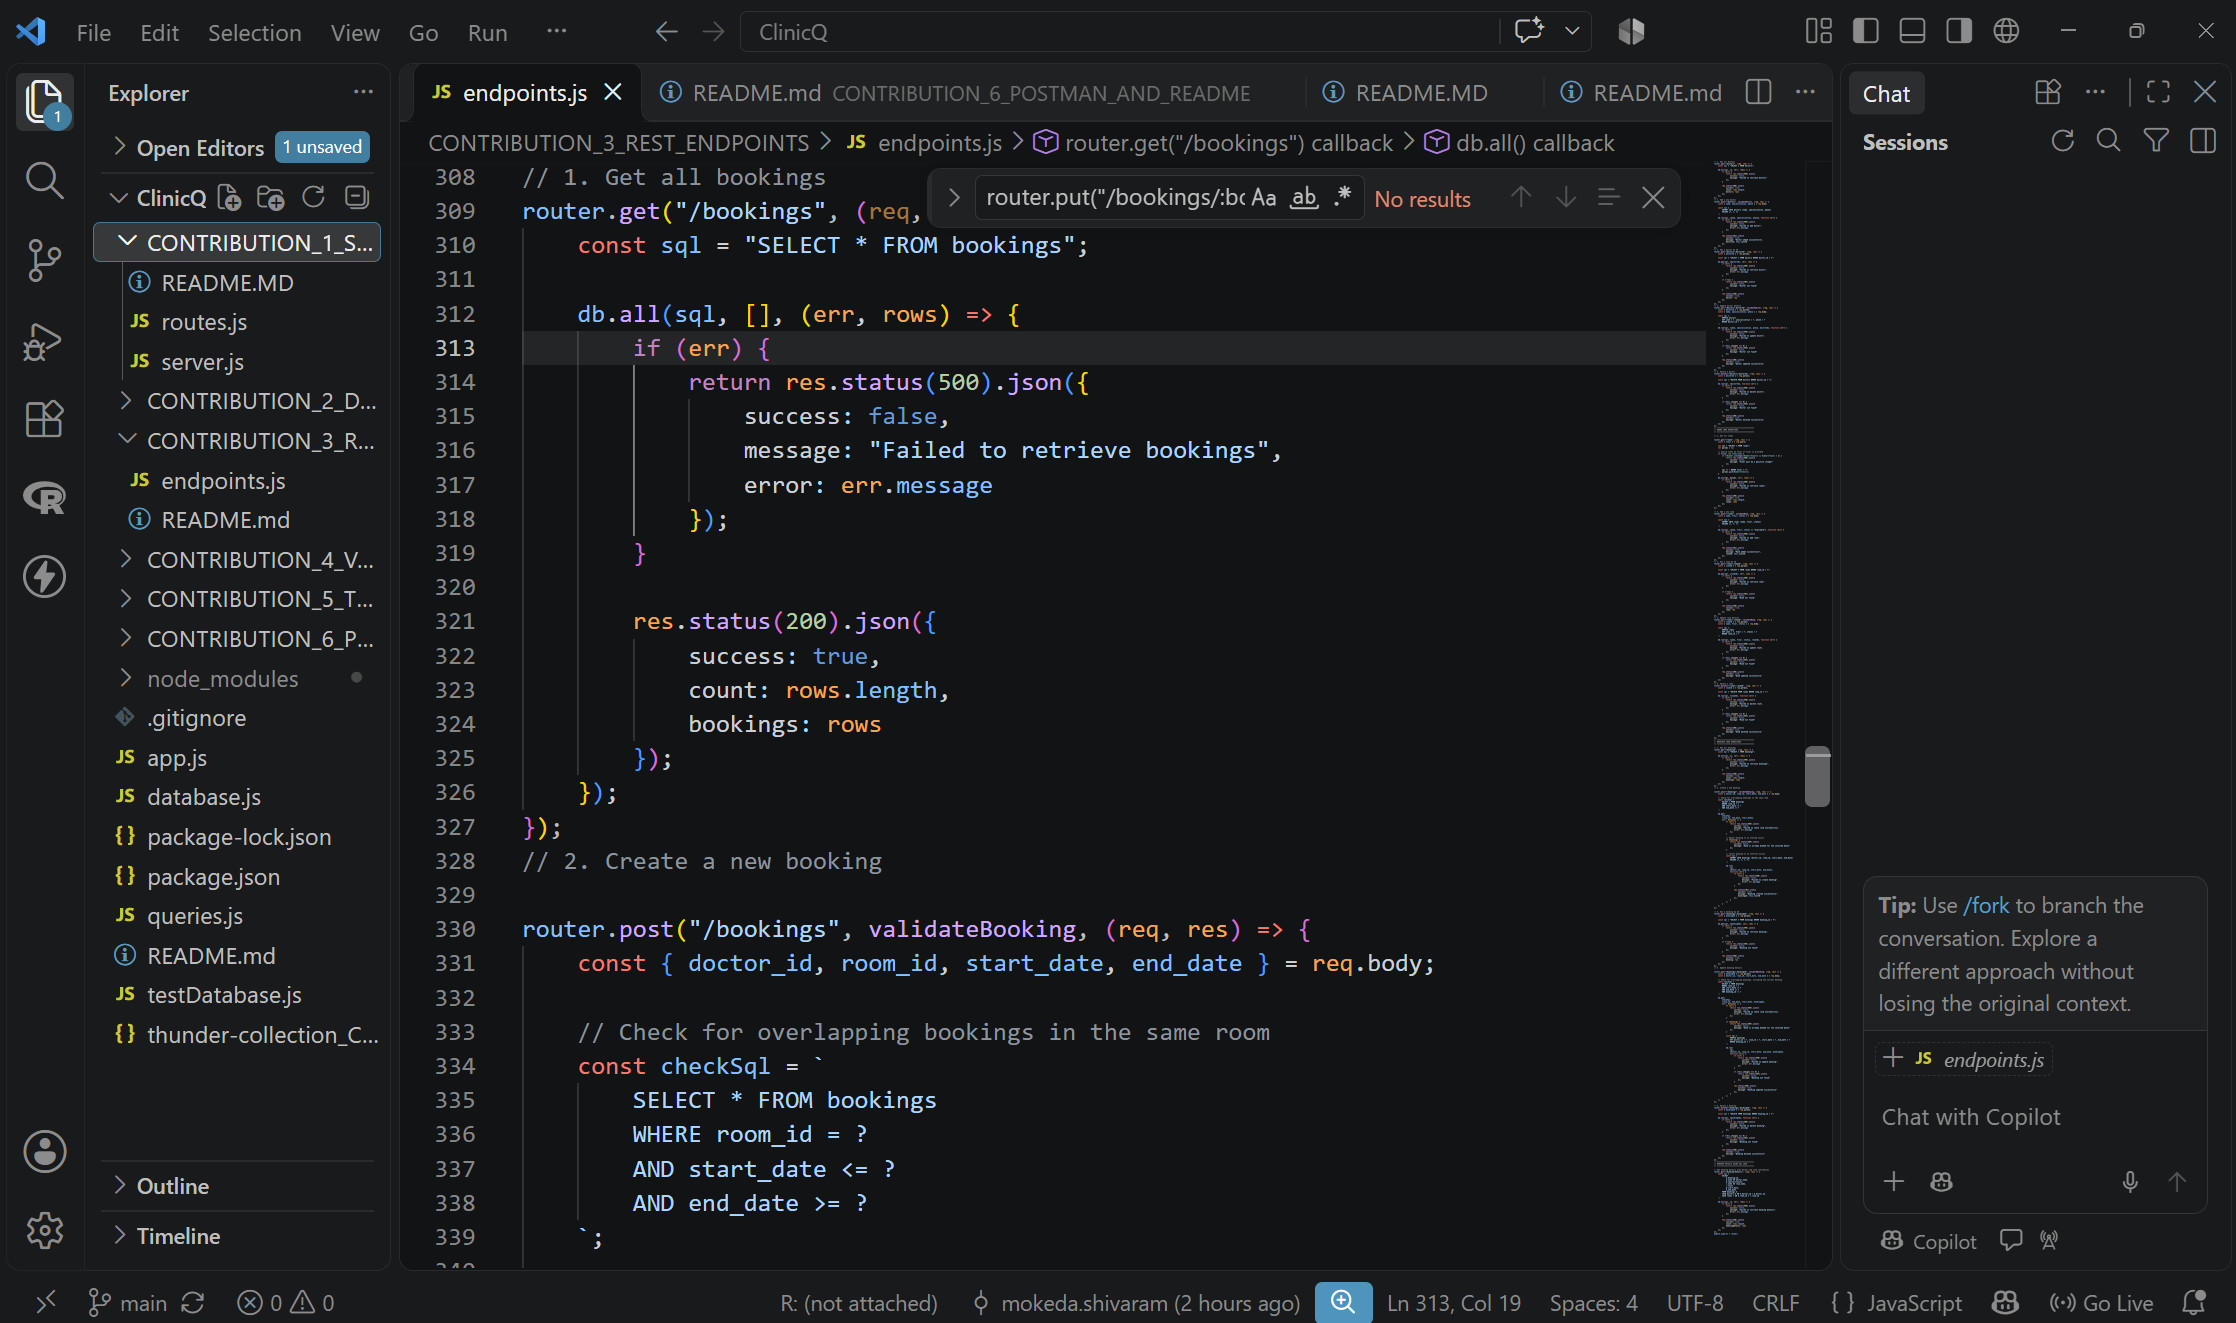 File Edit Selection View Go Run ··· ClinicQ
Explorer ···
Open Editors 1 unsaved
ClinicQ
CONTRIBUTION_1_S...
README.MD
JS routes.js
JS server.js
CONTRIBUTION_2_D...
CONTRIBUTION_3_R...
JS endpoints.js
README.md
CONTRIBUTION_4_V...
CONTRIBUTION_5_T...
CONTRIBUTION_6_P...
node_modules
.gitignore
JS app.js
JS database.js
{} package-lock.json
{} package.json
JS queries.js
README.md
JS testDatabase.js
{} thunder-collection_C...
Outline
Timeline
1
JS endpoints.js README.md CONTRIBUTION_6_POSTMAN_AND_README README.MD README.md ···
CONTRIBUTION_3_REST_ENDPOINTS > JS endpoints.js > router.get("/bookings") callback > db.all() callback
router.put("/bookings/:bo Aa ab .* No results
308 // 1. Get all bookings
309 router.get("/bookings", (req,
310 const sql = "SELECT * FROM bookings";
311
312 db.all(sql, [], (err, rows) => {
313 if (err) {
314 return res.status(500).json({
315 success: false,
316 message: "Failed to retrieve bookings",
317 error: err.message
318 });
319 }
320
321 res.status(200).json({
322 success: true,
323 count: rows.length,
324 bookings: rows
325 });
326 });
327 });
328 // 2. Create a new booking
329
330 router.post("/bookings", validateBooking, (req, res) => {
331 const { doctor_id, room_id, start_date, end_date } = req.body;
332
333 // Check for overlapping bookings in the same room
334 const checkSql = `
335 SELECT * FROM bookings
336 WHERE room_id = ?
337 AND start_date <= ?
338 AND end_date >= ?
339 `;
Chat ···
Sessions
Tip: Use /fork to branch the
conversation. Explore a
different approach without
losing the original context.
+ JS endpoints.js
Chat with Copilot
Copilot
main 0 0 R: (not attached) mokeda.shivaram (2 hours ago) Ln 313, Col 19 Spaces: 4 UTF-8 CRLF {} JavaScript Go Live